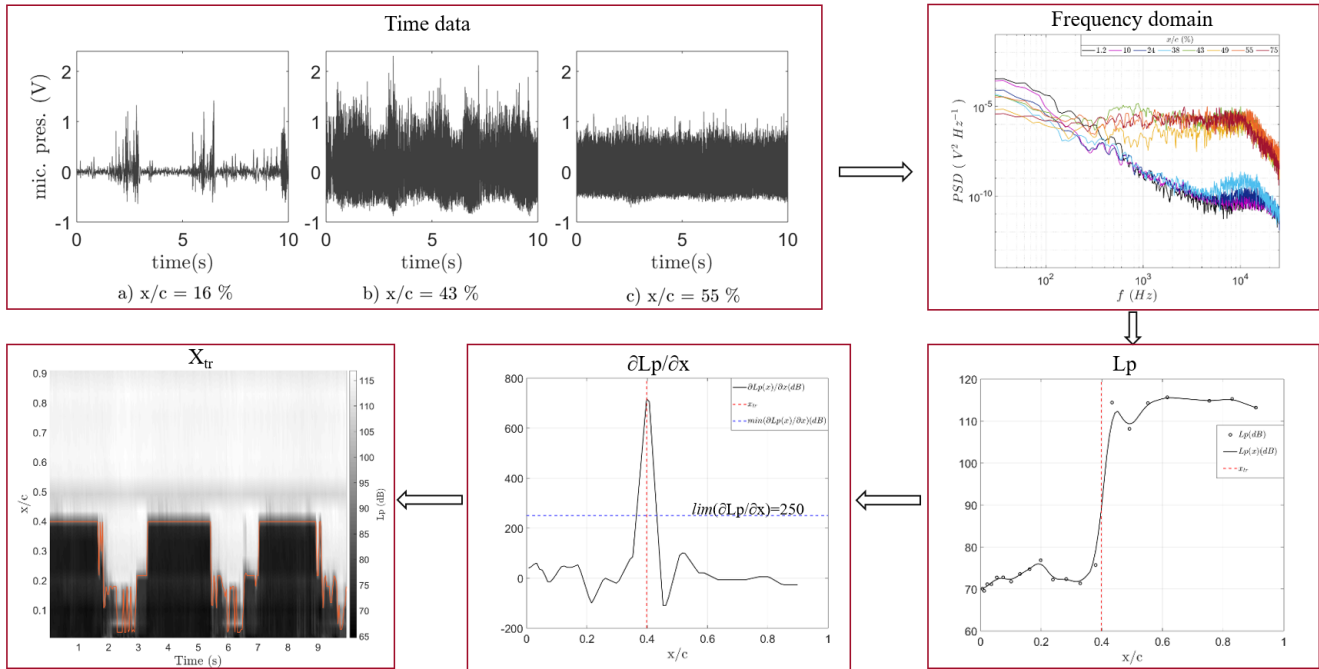 Time data
mic. pres. (V)
2
1
0
-1
0 5 10
time(s)
a) x/c = 16 %
2
1
0
-1
0 5 10
time(s)
b) x/c = 43 %
2
1
0
-1
0 5 10
time(s)
c) x/c = 55 %
Frequency domain
x/c (%)
1.2 10 24 38 43 49 55 75
PSD ( V² Hz⁻¹ )
10⁻⁵
10⁻¹⁰
10² 10³ 10⁴
f (Hz)
X_tr
x/c
0.9
0.8
0.7
0.6
0.5
0.4
0.3
0.2
0.1
1 2 3 4 5 6 7 8 9
Time (s)
115
110
105
100
95
90
85
80
75
70
65
Lp (dB)
∂Lp/∂x
800
600
400
200
0
-200
0 0.2 0.4 0.6 0.8 1
x/c
∂Lp(x)/∂x(dB)
x_tr
min(∂Lp(x)/∂x)(dB)
lim(∂Lp/∂x)=250
Lp
120
110
100
90
80
70
60
0 0.2 0.4 0.6 0.8 1
x/c
Lp(dB)
Lp(x)(dB)
x_tr